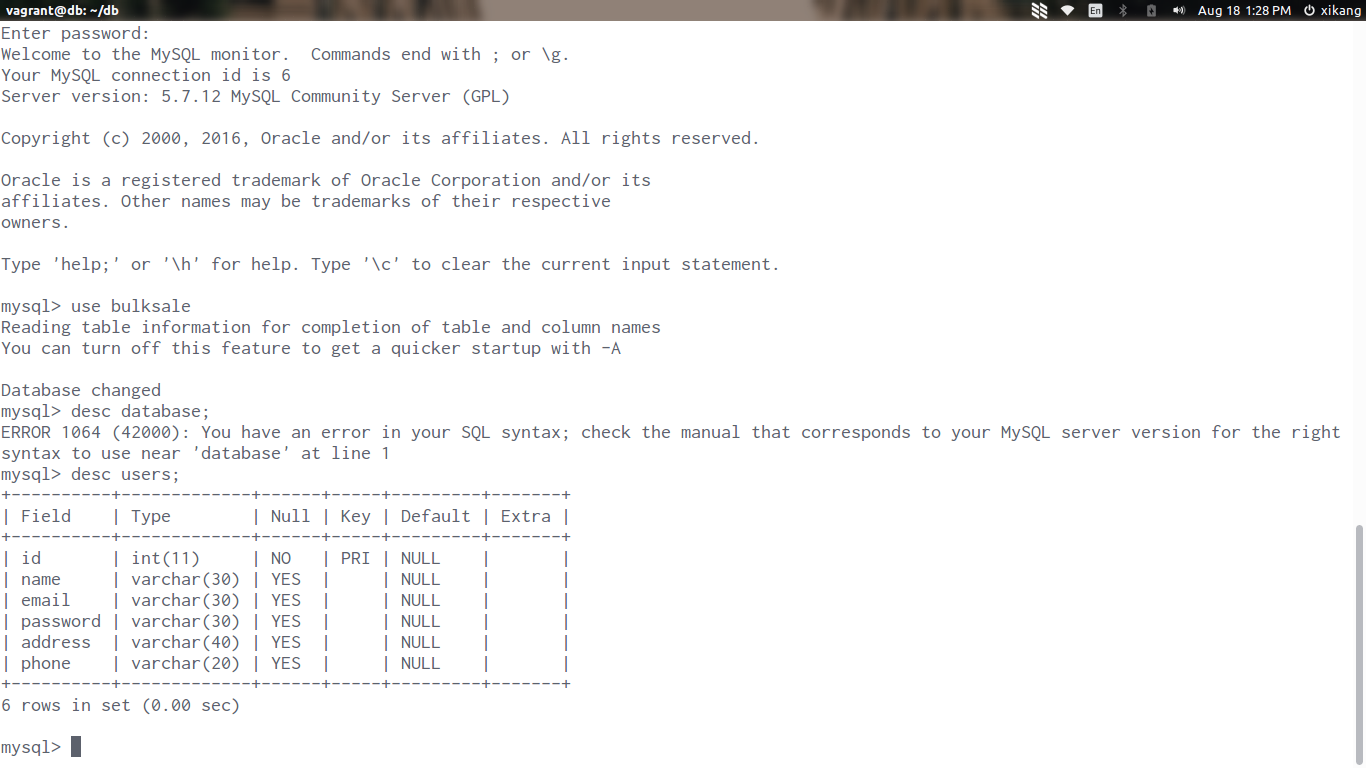 vagrant@db: ~/db
En
Aug 18 1:28 PM
xikang
Enter password:
Welcome to the MySQL monitor.  Commands end with ; or \g.
Your MySQL connection id is 6
Server version: 5.7.12 MySQL Community Server (GPL)
Copyright (c) 2000, 2016, Oracle and/or its affiliates. All rights reserved.
Oracle is a registered trademark of Oracle Corporation and/or its
affiliates. Other names may be trademarks of their respective
owners.
Type 'help;' or '\h' for help. Type '\c' to clear the current input statement.
mysql> use bulksale
Reading table information for completion of table and column names
You can turn off this feature to get a quicker startup with -A
Database changed
mysql> desc database;
ERROR 1064 (42000): You have an error in your SQL syntax; check the manual that corresponds to your MySQL server version for the right
syntax to use near 'database' at line 1
mysql> desc users;
+----------+-------------+------+-----+---------+-------+
| Field    | Type        | Null | Key | Default | Extra |
+----------+-------------+------+-----+---------+-------+
| id       | int(11)     | NO   | PRI | NULL    |       |
| name     | varchar(30) | YES  |     | NULL    |       |
| email    | varchar(30) | YES  |     | NULL    |       |
| password | varchar(30) | YES  |     | NULL    |       |
| address  | varchar(40) | YES  |     | NULL    |       |
| phone    | varchar(20) | YES  |     | NULL    |       |
+----------+-------------+------+-----+---------+-------+
6 rows in set (0.00 sec)
mysql>